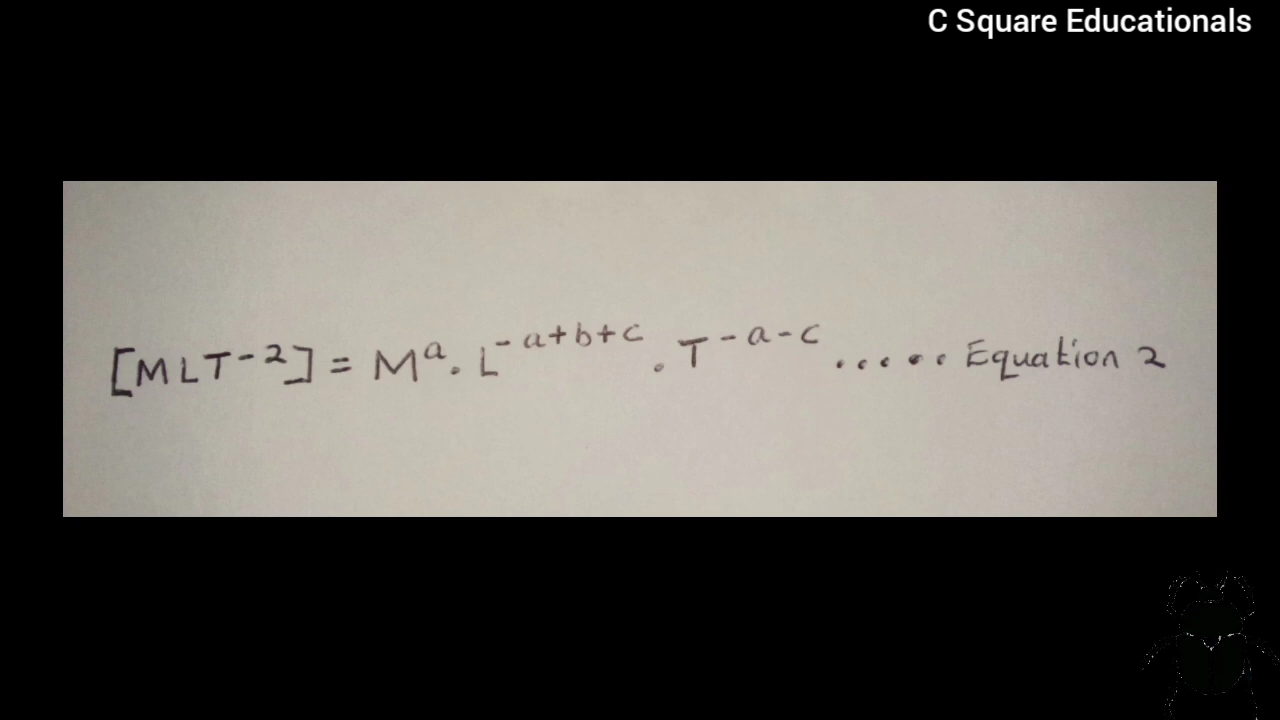 C Square Educationals
[MLT⁻²] = Mᵃ. L⁻ᵃ⁺ᵇ⁺ᶜ. T⁻ᵃ⁻ᶜ ..... Equation 2